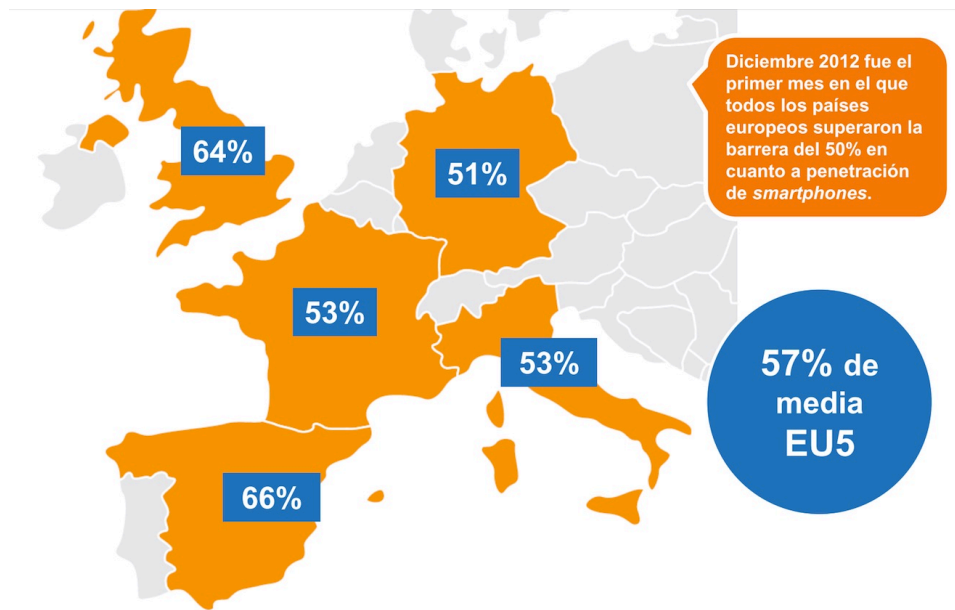 Diciembre 2012 fue el
primer mes en el que
todos los países
europeos superaron la
barrera del 50% en
cuanto a penetración
de smartphones.
64%
51%
53%
53%
66%
57% de
media
EU5